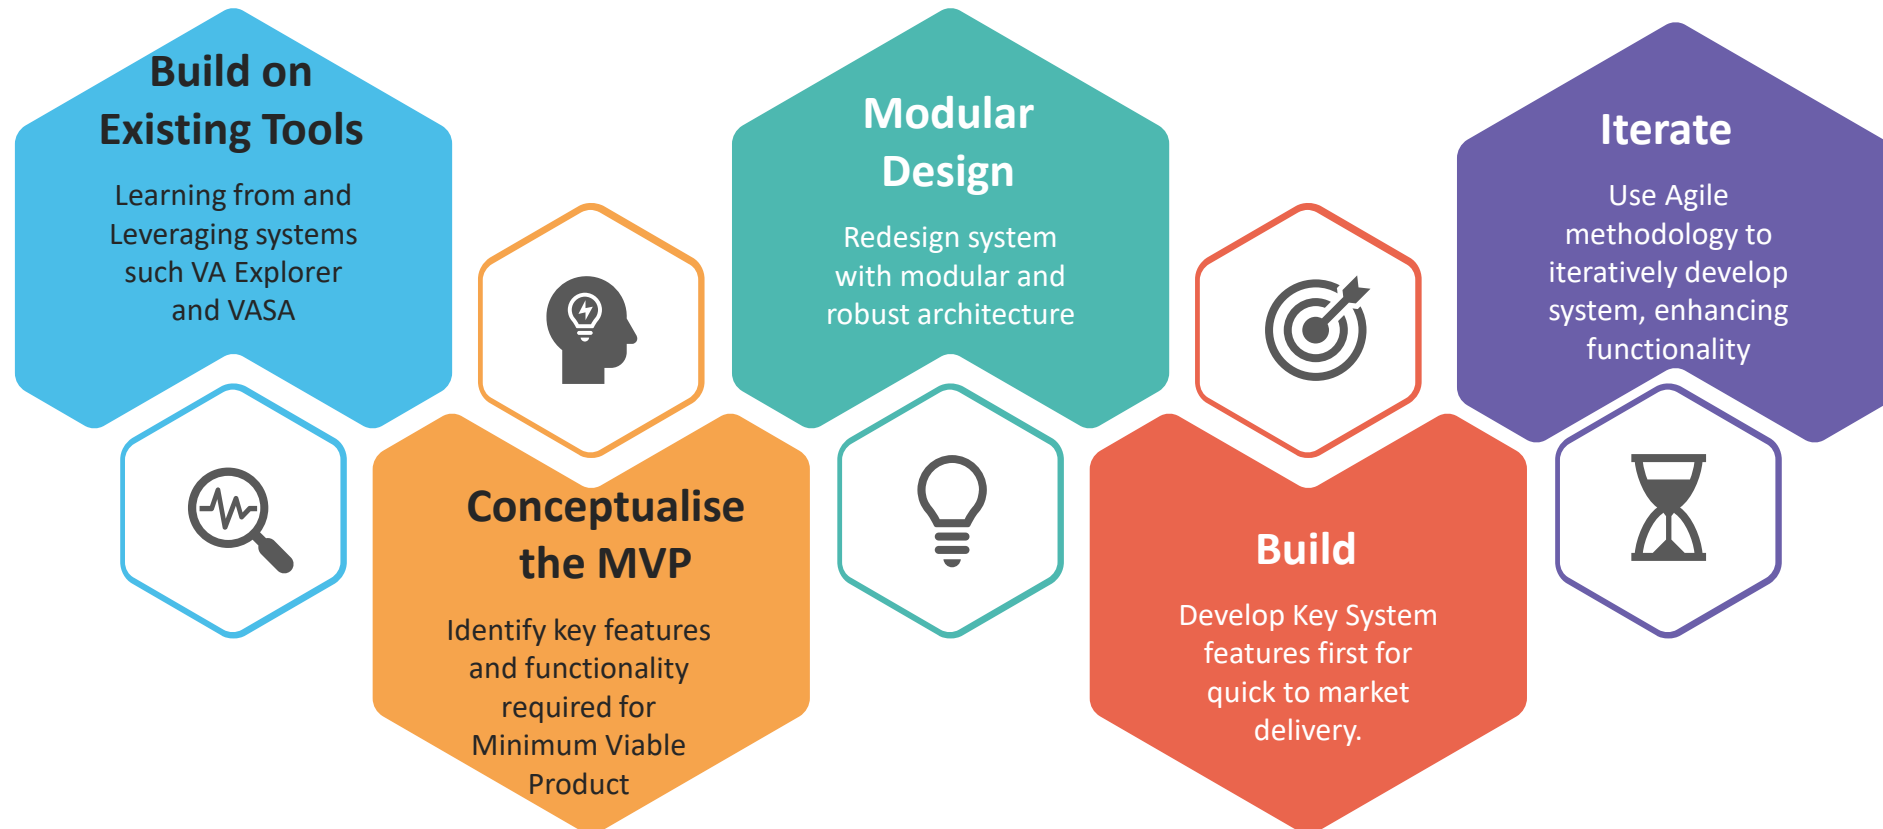 Build on
Existing Tools
Learning from and
Leveraging systems
such VA Explorer
and VASA
Conceptualise
the MVP
Identify key features
and functionality
required for
Minimum Viable
Product
Modular
Design
Redesign system
with modular and
robust architecture
Build
Develop Key System
features first for
quick to market
delivery.
Iterate
Use Agile
methodology to
iteratively develop
system, enhancing
functionality